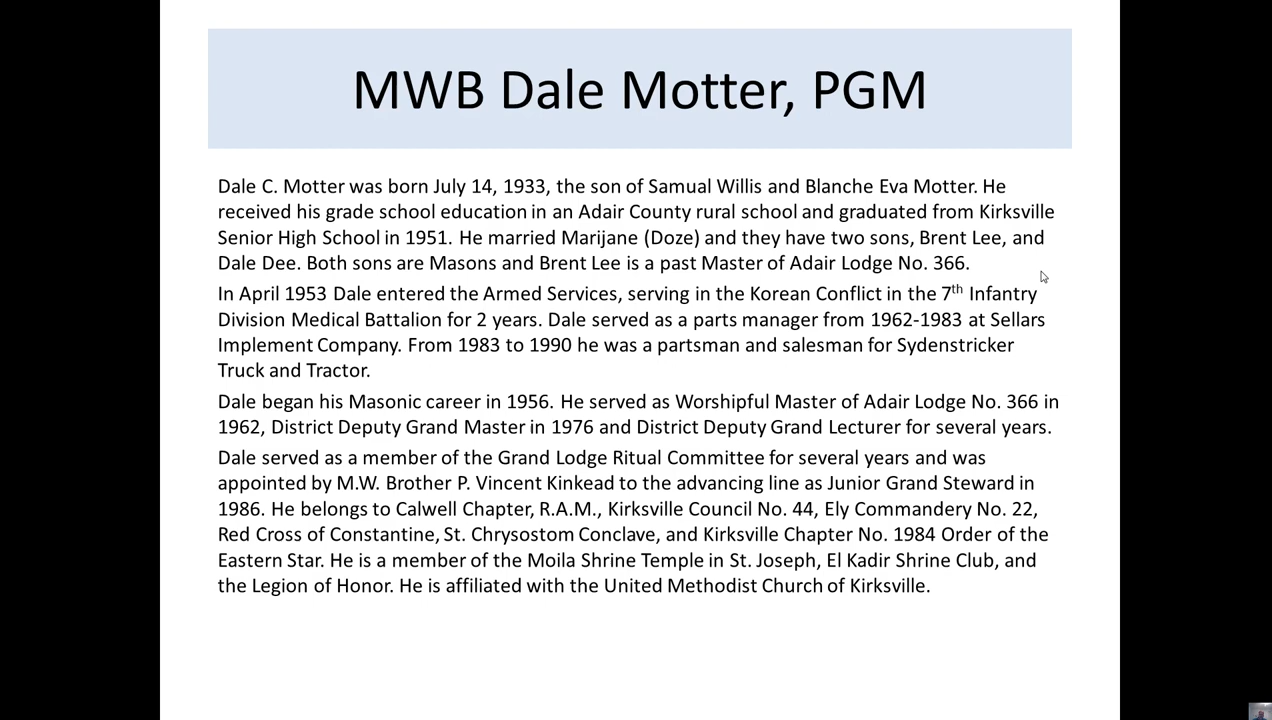 MWB Dale Motter, PGM
Dale C. Motter was born July 14, 1933, the son of Samual Willis and Blanche Eva Motter. He
received his grade school education in an Adair County rural school and graduated from Kirksville
Senior High School in 1951. He married Marijane (Doze) and they have two sons, Brent Lee, and
Dale Dee. Both sons are Masons and Brent Lee is a past Master of Adair Lodge No. 366.
In April 1953 Dale entered the Armed Services, serving in the Korean Conflict in the 7th Infantry
Division Medical Battalion for 2 years. Dale served as a parts manager from 1962-1983 at Sellars
Implement Company. From 1983 to 1990 he was a partsman and salesman for Sydenstricker
Truck and Tractor.
Dale began his Masonic career in 1956. He served as Worshipful Master of Adair Lodge No. 366 in
1962, District Deputy Grand Master in 1976 and District Deputy Grand Lecturer for several years.
Dale served as a member of the Grand Lodge Ritual Committee for several years and was
appointed by M.W. Brother P. Vincent Kinkead to the advancing line as Junior Grand Steward in
1986. He belongs to Calwell Chapter, R.A.M., Kirksville Council No. 44, Ely Commandery No. 22,
Red Cross of Constantine, St. Chrysostom Conclave, and Kirksville Chapter No. 1984 Order of the
Eastern Star. He is a member of the Moila Shrine Temple in St. Joseph, El Kadir Shrine Club, and
the Legion of Honor. He is affiliated with the United Methodist Church of Kirksville.